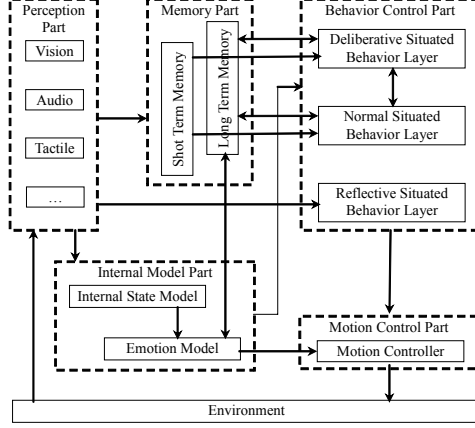 Perception
Part
Vision
Audio
Tactile
...
Memory Part
Shot Term Memory
Long Term Memory
Behavior Control Part
Deliberative Situated
Behavior Layer
Normal Situated
Behavior Layer
Reflective Situated
Behavior Layer
Internal Model Part
Internal State Model
Emotion Model
Motion Control Part
Motion Controller
Environment